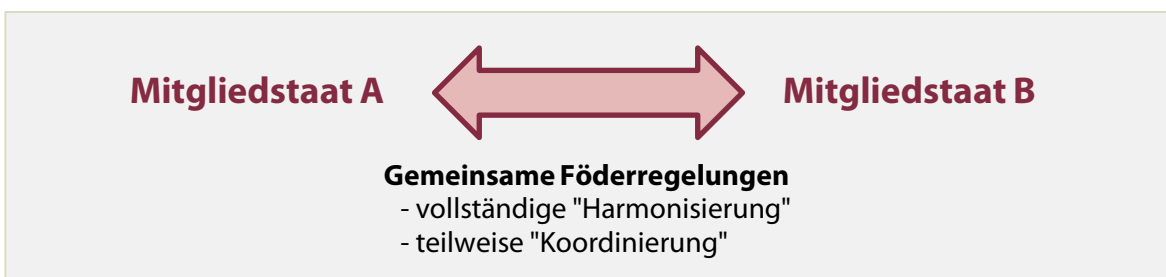 Mitgliedstaat A
Mitgliedstaat B
Gemeinsame Föderregelungen
- vollständige "Harmonisierung"
- teilweise "Koordinierung"